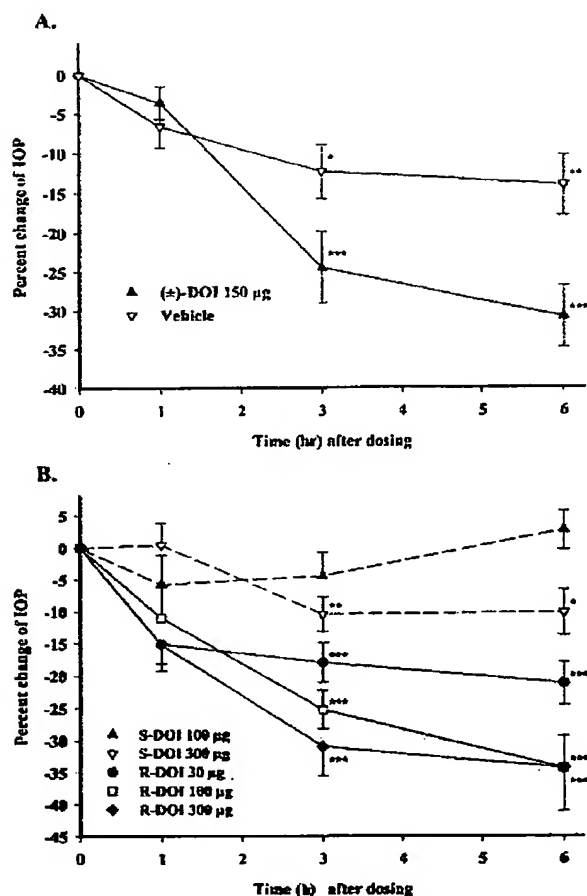 A.
0
-5
-10
-15
-20
-25
-30
-35
-40
Percent change of IOP
*
**
***
***
(±)-DOI 150 µg
Vehicle
0 1 2 3 4 5 6
Time (hr) after dosing
B.
5
0
-5
-10
-15
-20
-25
-30
-35
-40
-45
Percent change of IOP
**
*
***
***
***
***
***
***
S-DOI 100 µg
S-DOI 300 µg
R-DOI 30 µg
R-DOI 100 µg
R-DOI 300 µg
0 1 2 3 4 5 6
Time (h) after dosing